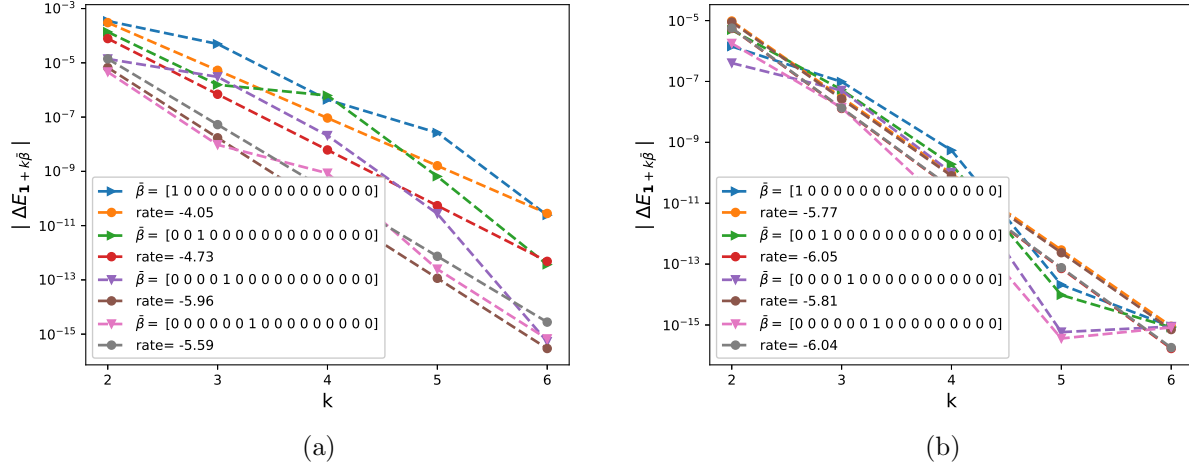 10^{-3}
10^{-5}
10^{-7}
10^{-9}
10^{-11}
10^{-13}
10^{-15}
| ΔE_{1 + kβ̄} |
β̄ = [1 0 0 0 0 0 0 0 0 0 0 0 0 0 0 0]
rate= -4.05
β̄ = [0 0 1 0 0 0 0 0 0 0 0 0 0 0 0 0]
rate= -4.73
β̄ = [0 0 0 0 1 0 0 0 0 0 0 0 0 0 0 0]
rate= -5.96
β̄ = [0 0 0 0 0 0 1 0 0 0 0 0 0 0 0 0]
rate= -5.59
2 3 4 5 6
k
(a)
10^{-5}
10^{-7}
10^{-9}
10^{-11}
10^{-13}
10^{-15}
| ΔE_{1 + kβ̄} |
β̄ = [1 0 0 0 0 0 0 0 0 0 0 0 0 0 0 0]
rate= -5.77
β̄ = [0 0 1 0 0 0 0 0 0 0 0 0 0 0 0 0]
rate= -6.05
β̄ = [0 0 0 0 1 0 0 0 0 0 0 0 0 0 0 0]
rate= -5.81
β̄ = [0 0 0 0 0 0 1 0 0 0 0 0 0 0 0 0]
rate= -6.04
2 3 4 5 6
k
(b)